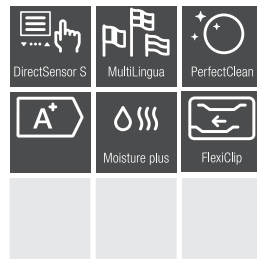 DirectSensor S
MultiLingua
PerfectClean
A+
Moisture plus
FlexiClip